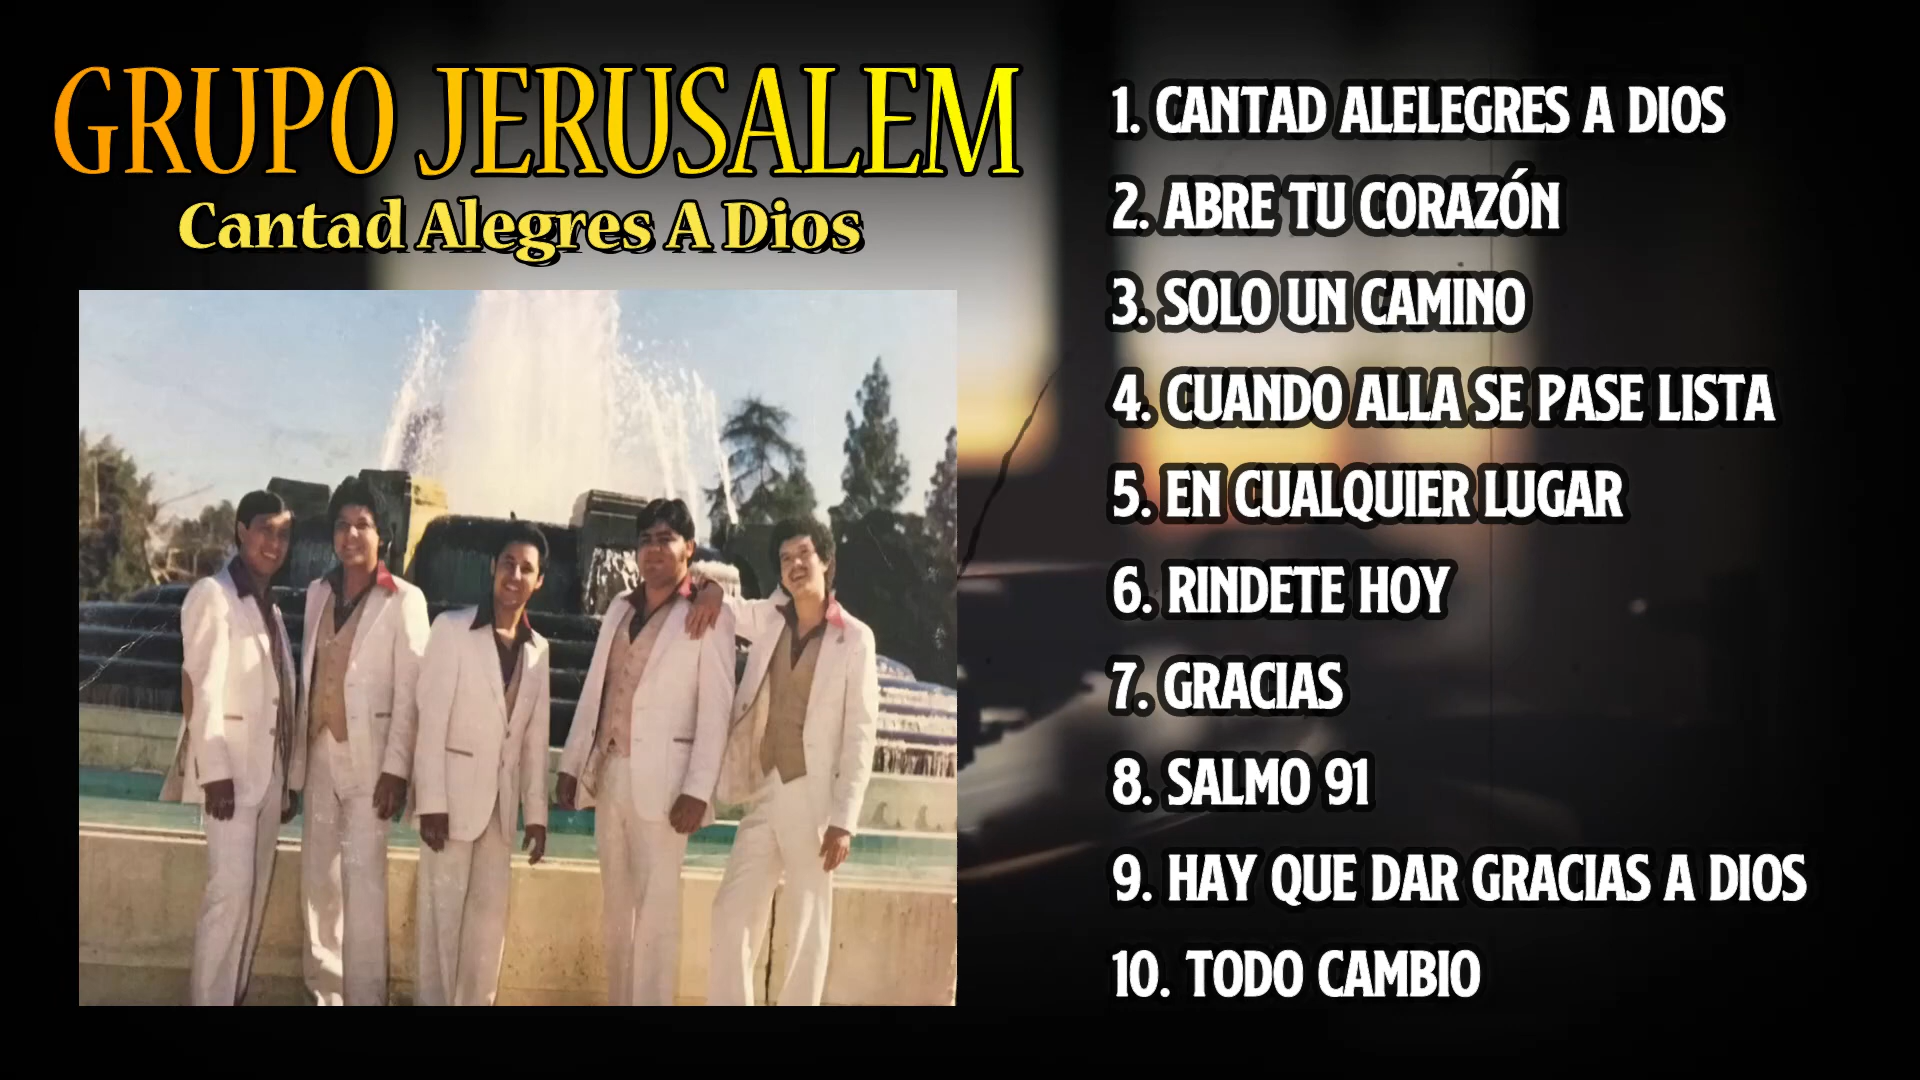 GRUPO JERUSALEM
Cantad Alegres A Dios
1. CANTAD ALELEGRES A DIOS
2. ABRE TU CORAZÓN
3. SOLO UN CAMINO
4. CUANDO ALLA SE PASE LISTA
5. EN CUALQUIER LUGAR
6. RINDETE HOY
7. GRACIAS
8. SALMO 91
9. HAY QUE DAR GRACIAS A DIOS
10. TODO CAMBIO